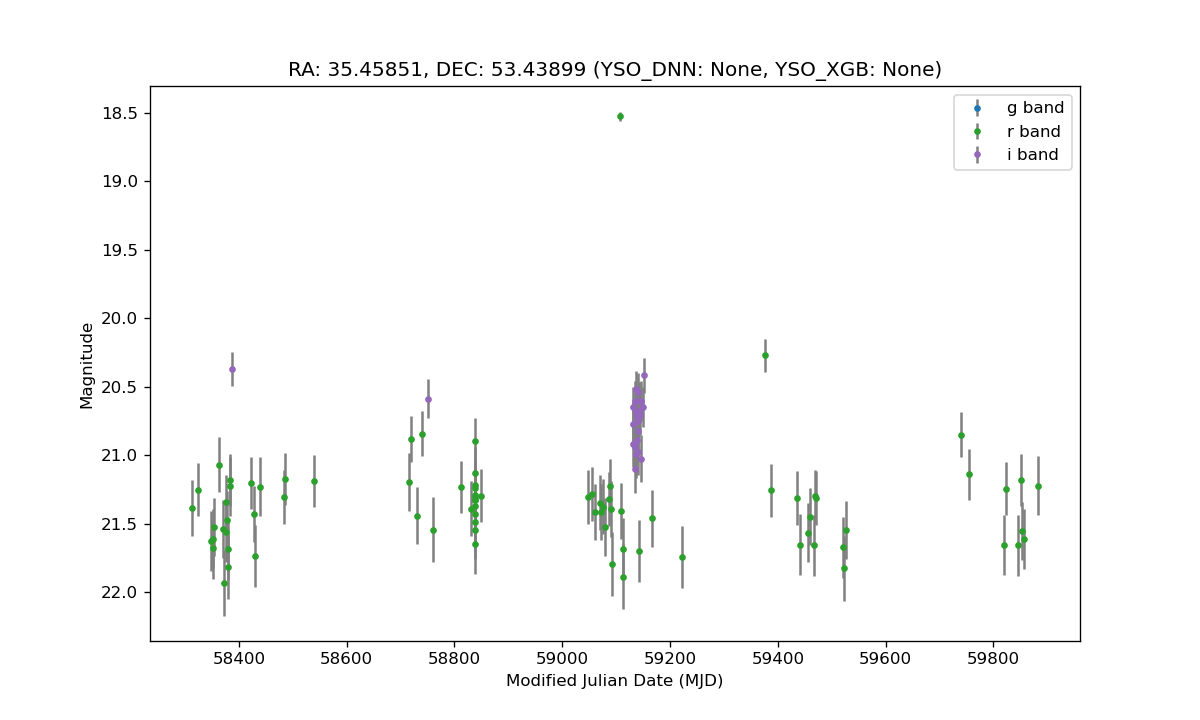 RA: 35.45851, DEC: 53.43899 (YSO_DNN: None, YSO_XGB: None)
g band
r band
i band
18.5
19.0
19.5
20.0
20.5
21.0
21.5
22.0
Magnitude
58400 58600 58800 59000 59200 59400 59600 59800
Modified Julian Date (MJD)